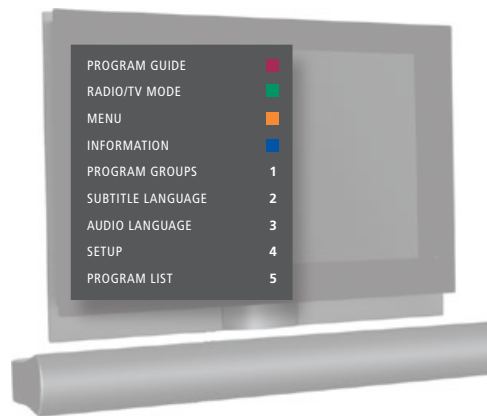 PROGRAM GUIDE
RADIO/TV MODE
MENU
INFORMATION
PROGRAM GROUPS 1
SUBTITLE LANGUAGE 2
AUDIO LANGUAGE 3
SETUP 4
PROGRAM LIST 5